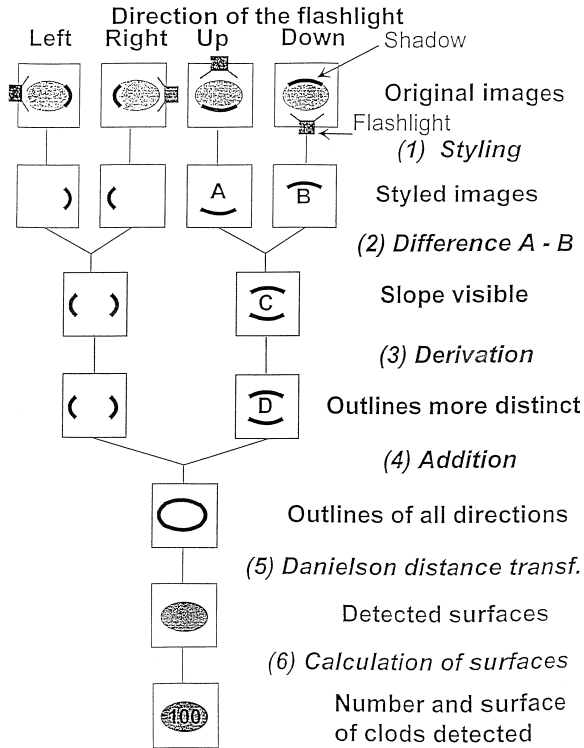 Direction of the flashlight
Left Right Up Down
Shadow
Original images
Flashlight
(1) Styling
A B Styled images
(2) Difference A - B
C Slope visible
(3) Derivation
D Outlines more distinct
(4) Addition
Outlines of all directions
(5) Danielson distance transf.
Detected surfaces
(6) Calculation of surfaces
100 Number and surface
of clods detected